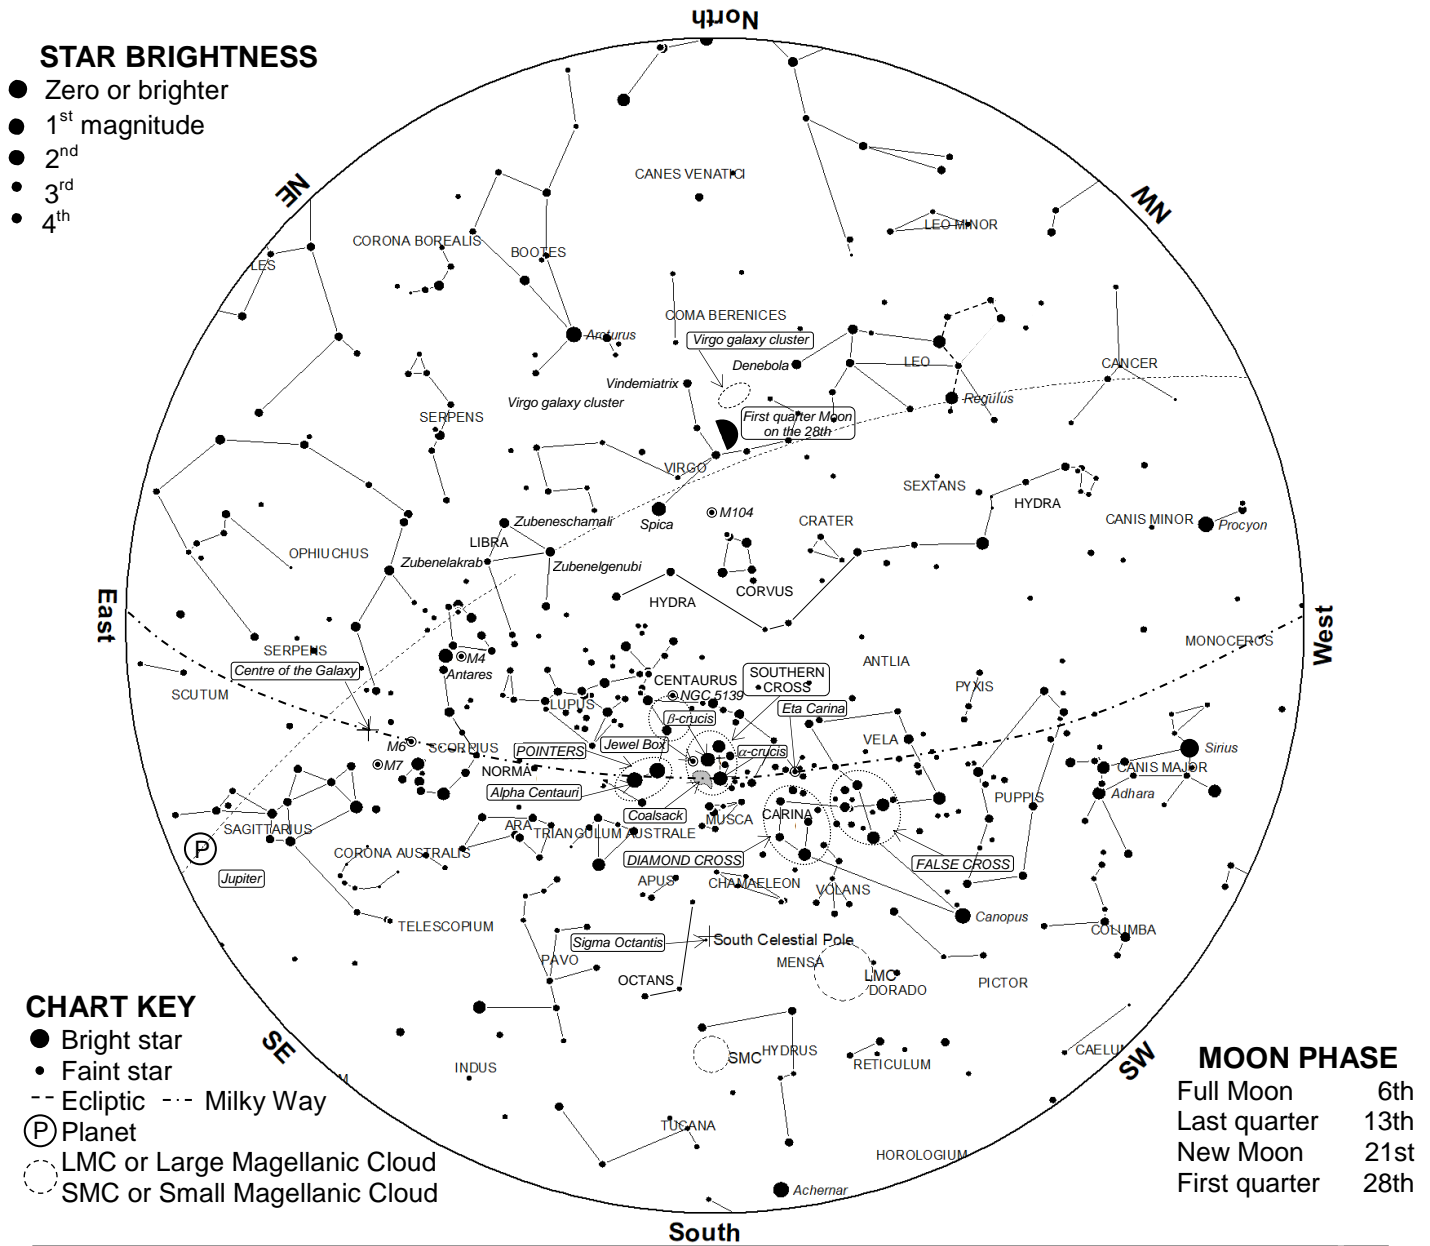 North
STAR BRIGHTNESS
Zero or brighter
1st magnitude
2nd
3rd
4th
NE
NW
CANES VENATICI
LEO MINOR
CORONA BOREALIS
BOOTES
LES
COMA BERENICES
Arcturus
Virgo galaxy cluster
Denebola
LEO
CANCER
Vindemiatrix
Regulus
Virgo galaxy cluster
SERPENS
First quarter Moon
on the 28th
VIRGO
SEXTANS
HYDRA
Spica
M104
CRATER
CANIS MINOR
Procyon
Zubeneschamali
LIBRA
OPHIUCHUS
Zubenelakrab
Zubenelgenubi
CORVUS
HYDRA
East
West
SERPENS
MONOCEROS
Centre of the Galaxy
M4
Antares
ANTLIA
SCUTUM
CENTAURUS
SOUTHERN
CROSS
PYXIS
NGC 5139
LUPUS
β-crucis
Eta Carina
M6
SCORPIUS
POINTERS
Jewel Box
α-crucis
VELA
Sirius
M7
NORMA
CANIS MAJOR
Alpha Centauri
PUPPIS
Adhara
Coalsack
CARINA
SAGITTARIUS
ARA
TRIANGULUM AUSTRALE
MUSCA
P
CORONA AUSTRALIS
DIAMOND CROSS
FALSE CROSS
Jupiter
APUS
CHAMAELEON
VOLANS
TELESCOPIUM
Canopus
COLUMBA
Sigma Octantis
South Celestial Pole
PAVO
MENSA
LMC
OCTANS
DORADO
PICTOR
CHART KEY
Bright star
Faint star
Ecliptic
Milky Way
P
Planet
LMC or Large Magellanic Cloud
SMC or Small Magellanic Cloud
SE
SW
SMC
HYDRUS
RETICULUM
CAELU
INDUS
M
TUCANA
HOROLOGIUM
Achernar
South
MOON PHASE
Full Moon 6th
Last quarter 13th
New Moon 21st
First quarter 28th